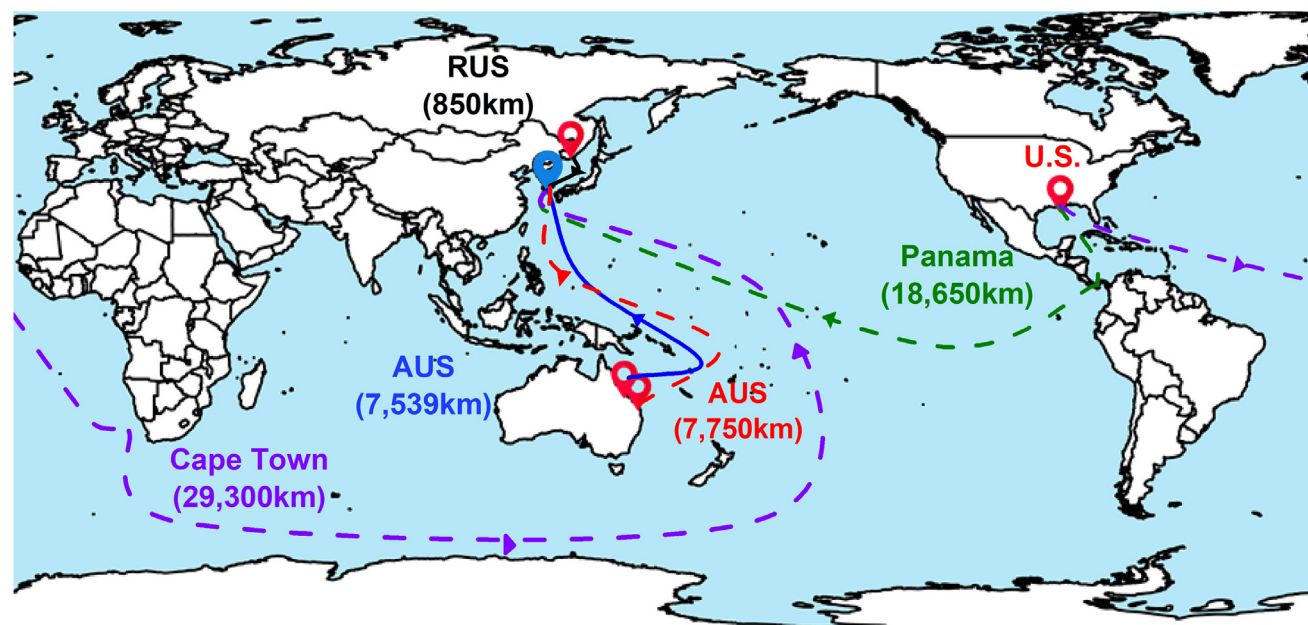 RUS
(850km)
U.S.
Panama
(18,650km)
AUS
(7,539km)
AUS
(7,750km)
Cape Town
(29,300km)